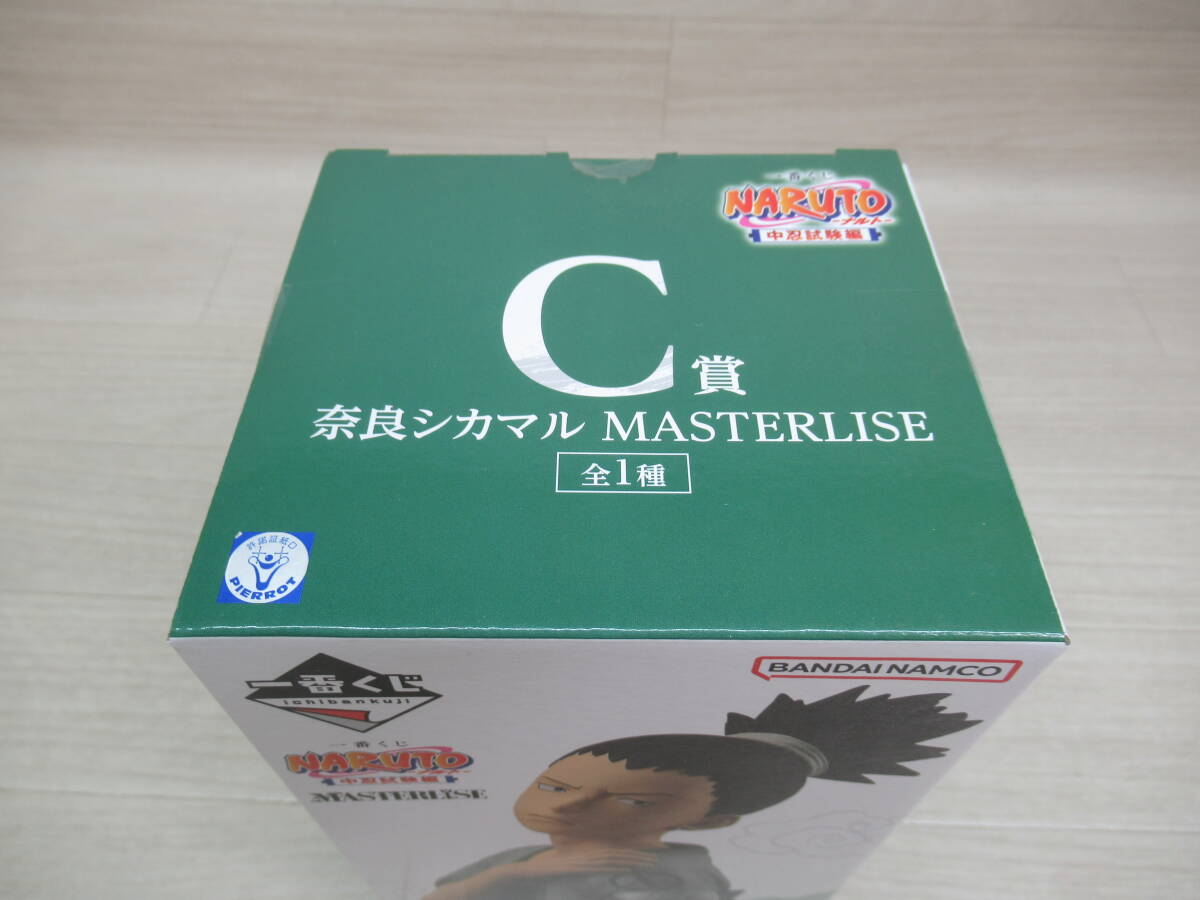 一番くじ
NARUTO
-ナルト-
中忍試験編
C賞
奈良シカマル MASTERLISE
全1種
許諾証紙口
PIERROT
一番くじ
ichibankuji
BANDAI NAMCO
一番くじ
NARUTO
中忍試験編
MASTERLISE